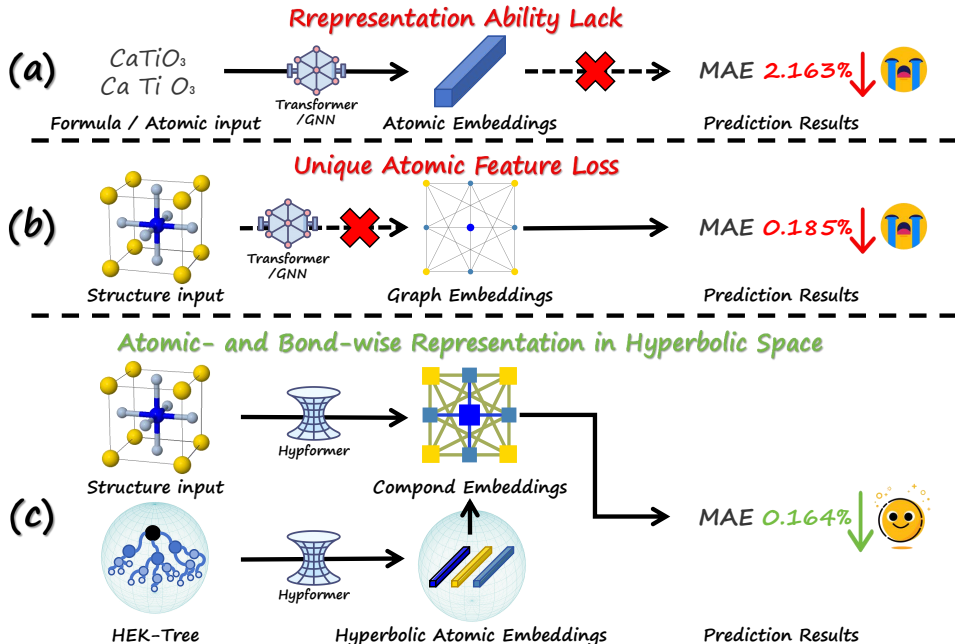 Rrepresentation Ability Lack
(a)
CaTiO₃
Ca Ti O₃
Formula / Atomic input
Transformer
/GNN
Atomic Embeddings
MAE 2.163%
Prediction Results
Unique Atomic Feature Loss
(b)
Structure input
Transformer
/GNN
Graph Embeddings
MAE 0.185%
Prediction Results
Atomic- and Bond-wise Representation in Hyperbolic Space
(c)
Structure input
Hypformer
Compond Embeddings
MAE 0.164%
HEK-Tree
Hypformer
Hyperbolic Atomic Embeddings
Prediction Results